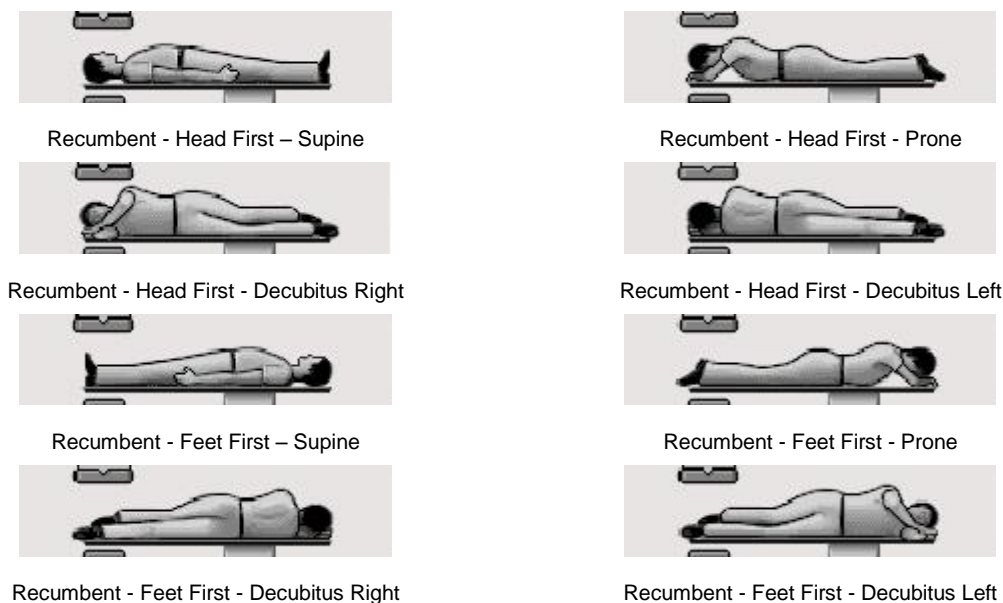 Recumbent - Head First – Supine
Recumbent - Head First - Prone
Recumbent - Head First - Decubitus Right
Recumbent - Head First - Decubitus Left
Recumbent - Feet First – Supine
Recumbent - Feet First - Prone
Recumbent - Feet First - Decubitus Right
Recumbent - Feet First - Decubitus Left